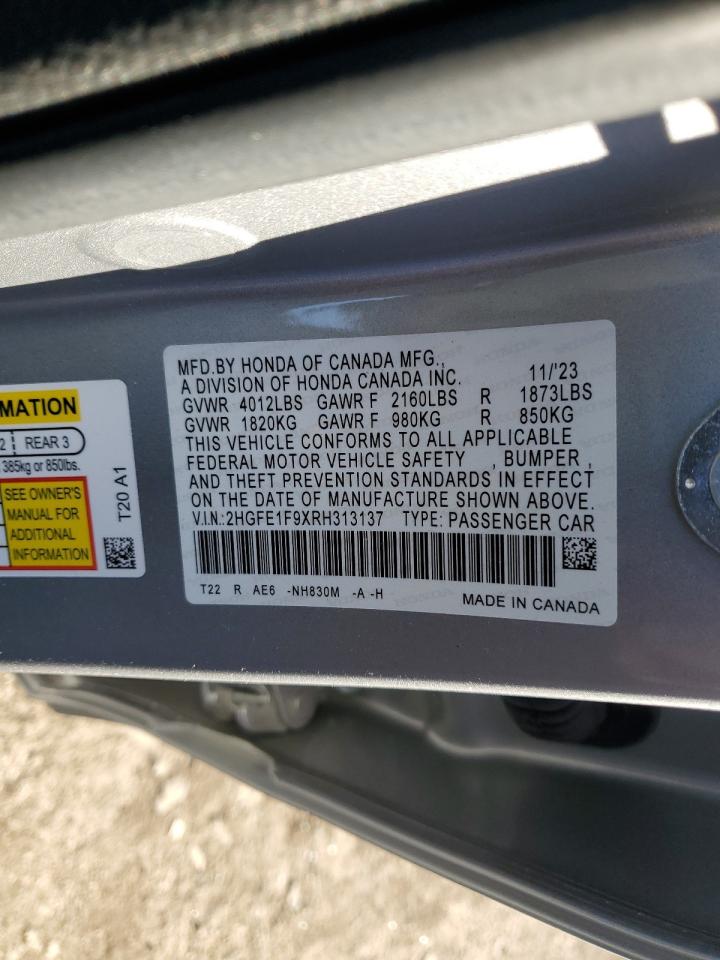 MFD.BY HONDA OF CANADA MFG.,
A DIVISION OF HONDA CANADA INC. 11/'23
GVWR 4012LBS GAWR F 2160LBS R 1873LBS
GVWR 1820KG GAWR F 980KG R 850KG
THIS VEHICLE CONFORMS TO ALL APPLICABLE
FEDERAL MOTOR VEHICLE SAFETY , BUMPER ,
AND THEFT PREVENTION STANDARDS IN EFFECT
ON THE DATE OF MANUFACTURE SHOWN ABOVE.
V.I.N.:2HGFE1F9XRH313137 TYPE: PASSENGER CAR
T22 R AE6 -NH830M -A -H
MADE IN CANADA
MATION
2 REAR 3
385kg or 850lbs.
SEE OWNER'S
MANUAL FOR
ADDITIONAL
INFORMATION
T20 A1